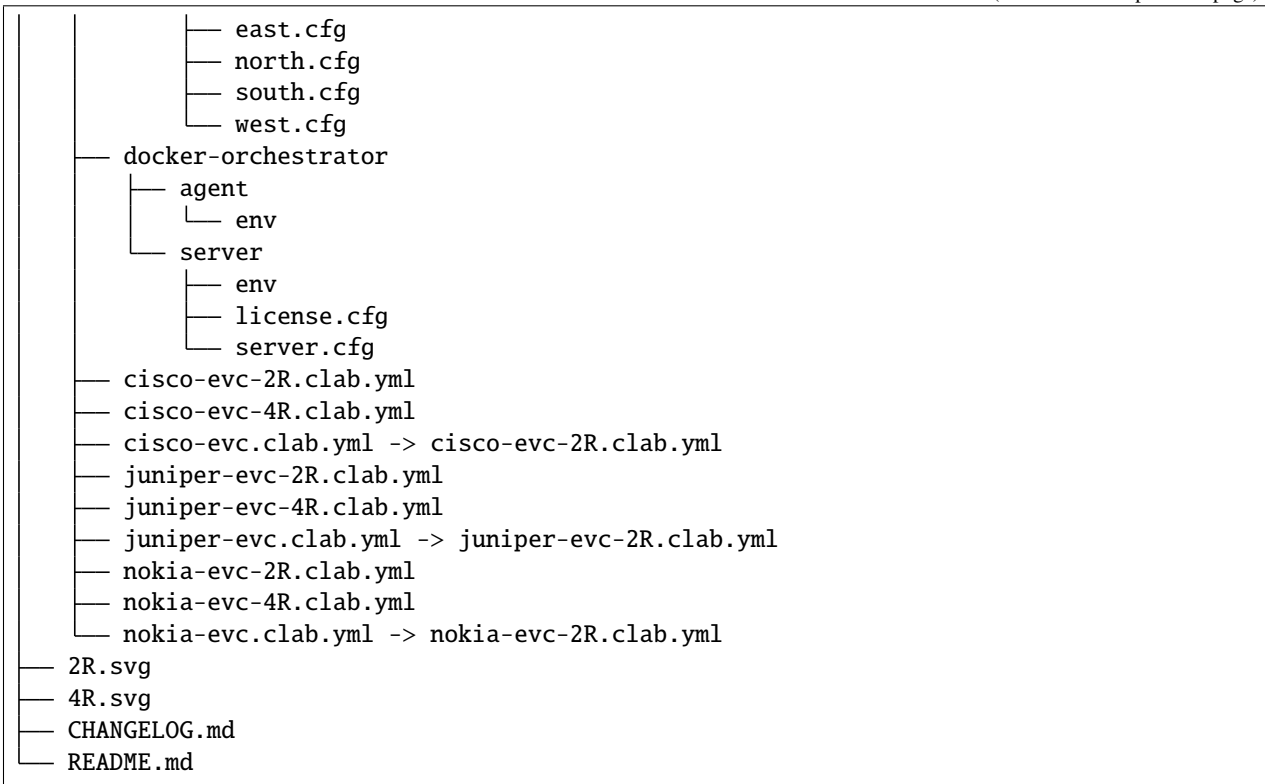 │   │       ├── east.cfg
│   │       ├── north.cfg
│   │       ├── south.cfg
│   │       └── west.cfg
│   ├── docker-orchestrator
│   │   ├── agent
│   │   │   └── env
│   │   └── server
│   │       ├── env
│   │       ├── license.cfg
│   │       └── server.cfg
│   ├── cisco-evc-2R.clab.yml
│   ├── cisco-evc-4R.clab.yml
│   ├── cisco-evc.clab.yml -> cisco-evc-2R.clab.yml
│   ├── juniper-evc-2R.clab.yml
│   ├── juniper-evc-4R.clab.yml
│   ├── juniper-evc.clab.yml -> juniper-evc-2R.clab.yml
│   ├── nokia-evc-2R.clab.yml
│   ├── nokia-evc-4R.clab.yml
│   └── nokia-evc.clab.yml -> nokia-evc-2R.clab.yml
├── 2R.svg
├── 4R.svg
├── CHANGELOG.md
└── README.md